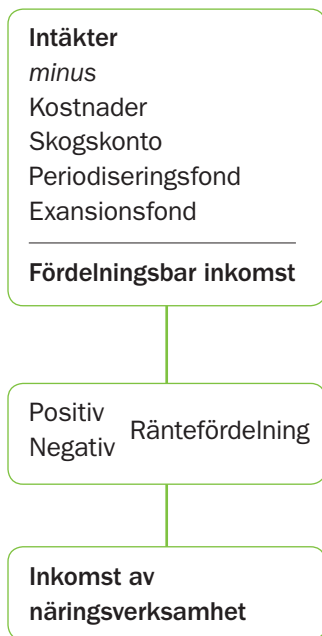 Intäkter
minus
Kostnader
Skogskonto
Periodiseringsfond
Exansionsfond
Fördelningsbar inkomst
Positiv
Negativ
Räntefördelning
Inkomst av
näringsverksamhet